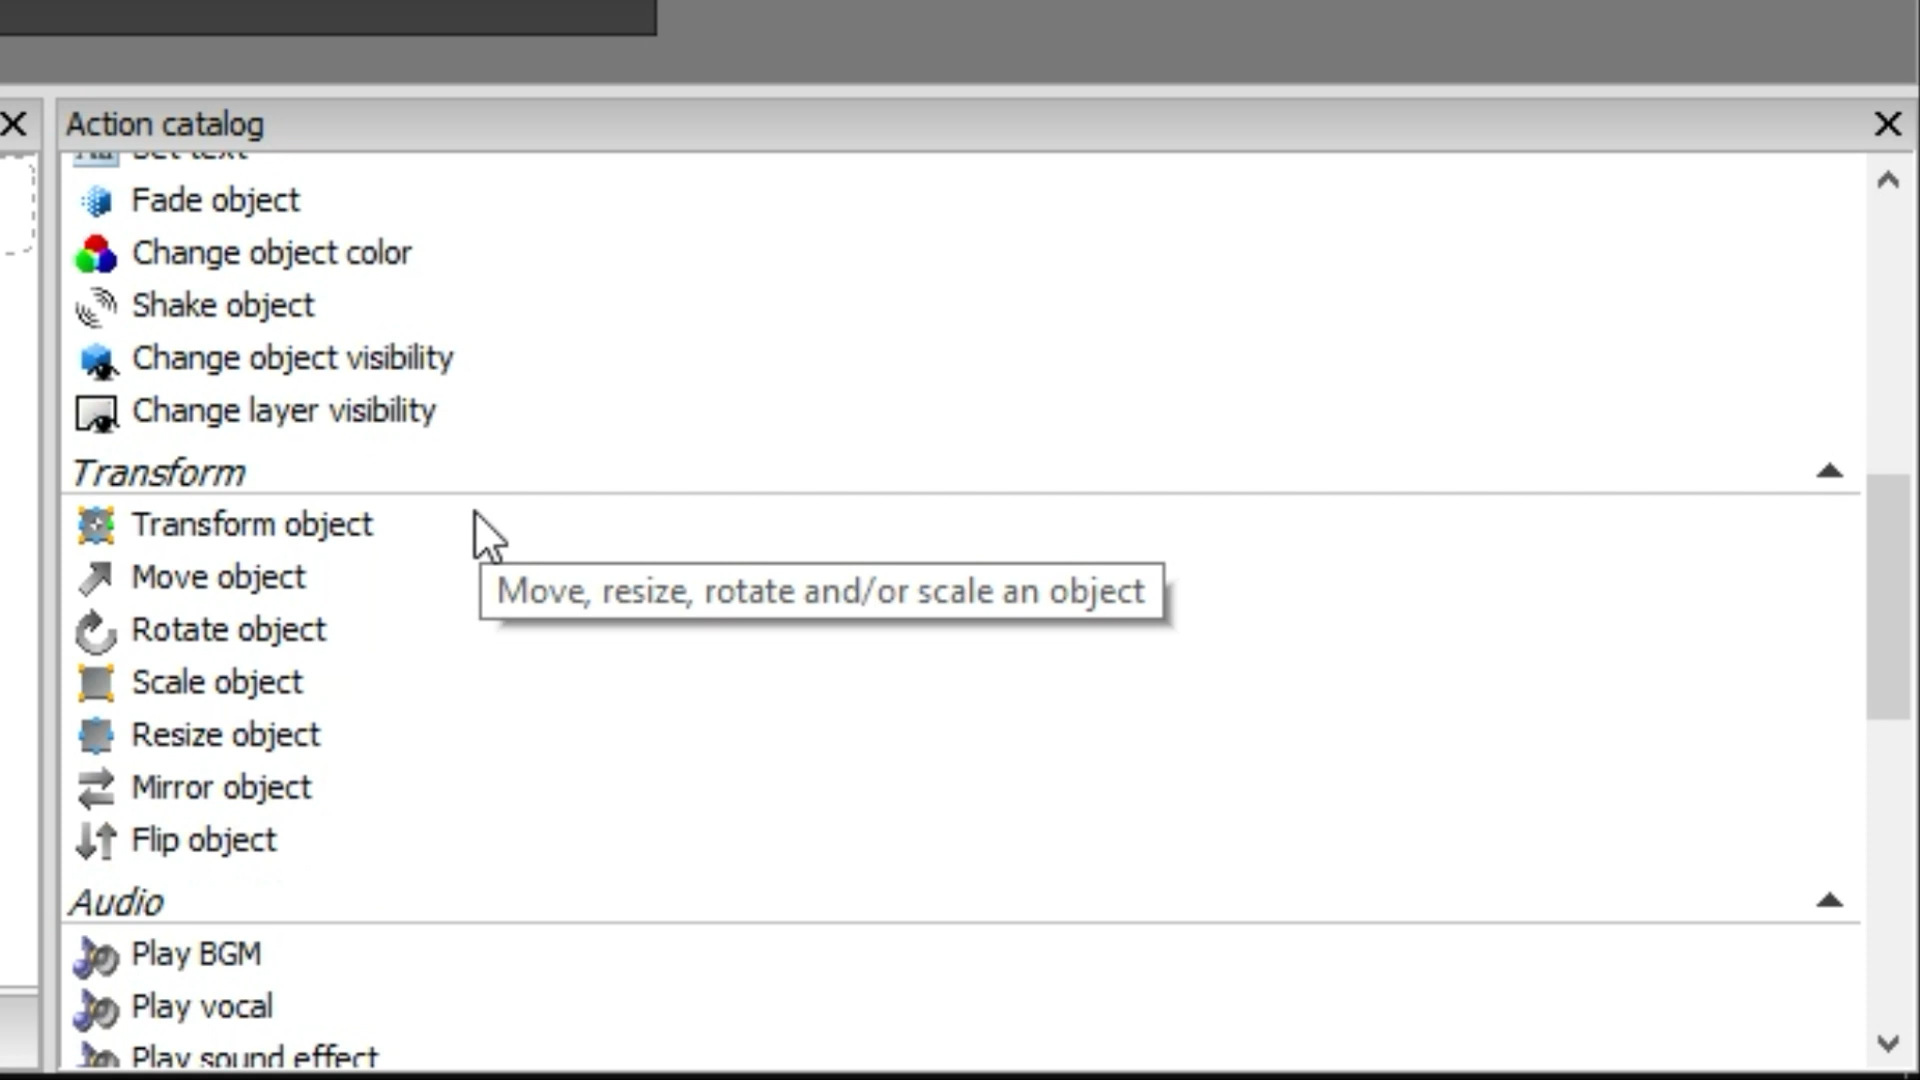 Action catalog
Set text
Fade object
Change object color
Shake object
Change object visibility
Change layer visibility
Transform
Transform object
Move object
Move, resize, rotate and/or scale an object
Rotate object
Scale object
Resize object
Mirror object
Flip object
Audio
Play BGM
Play vocal
Play sound effect